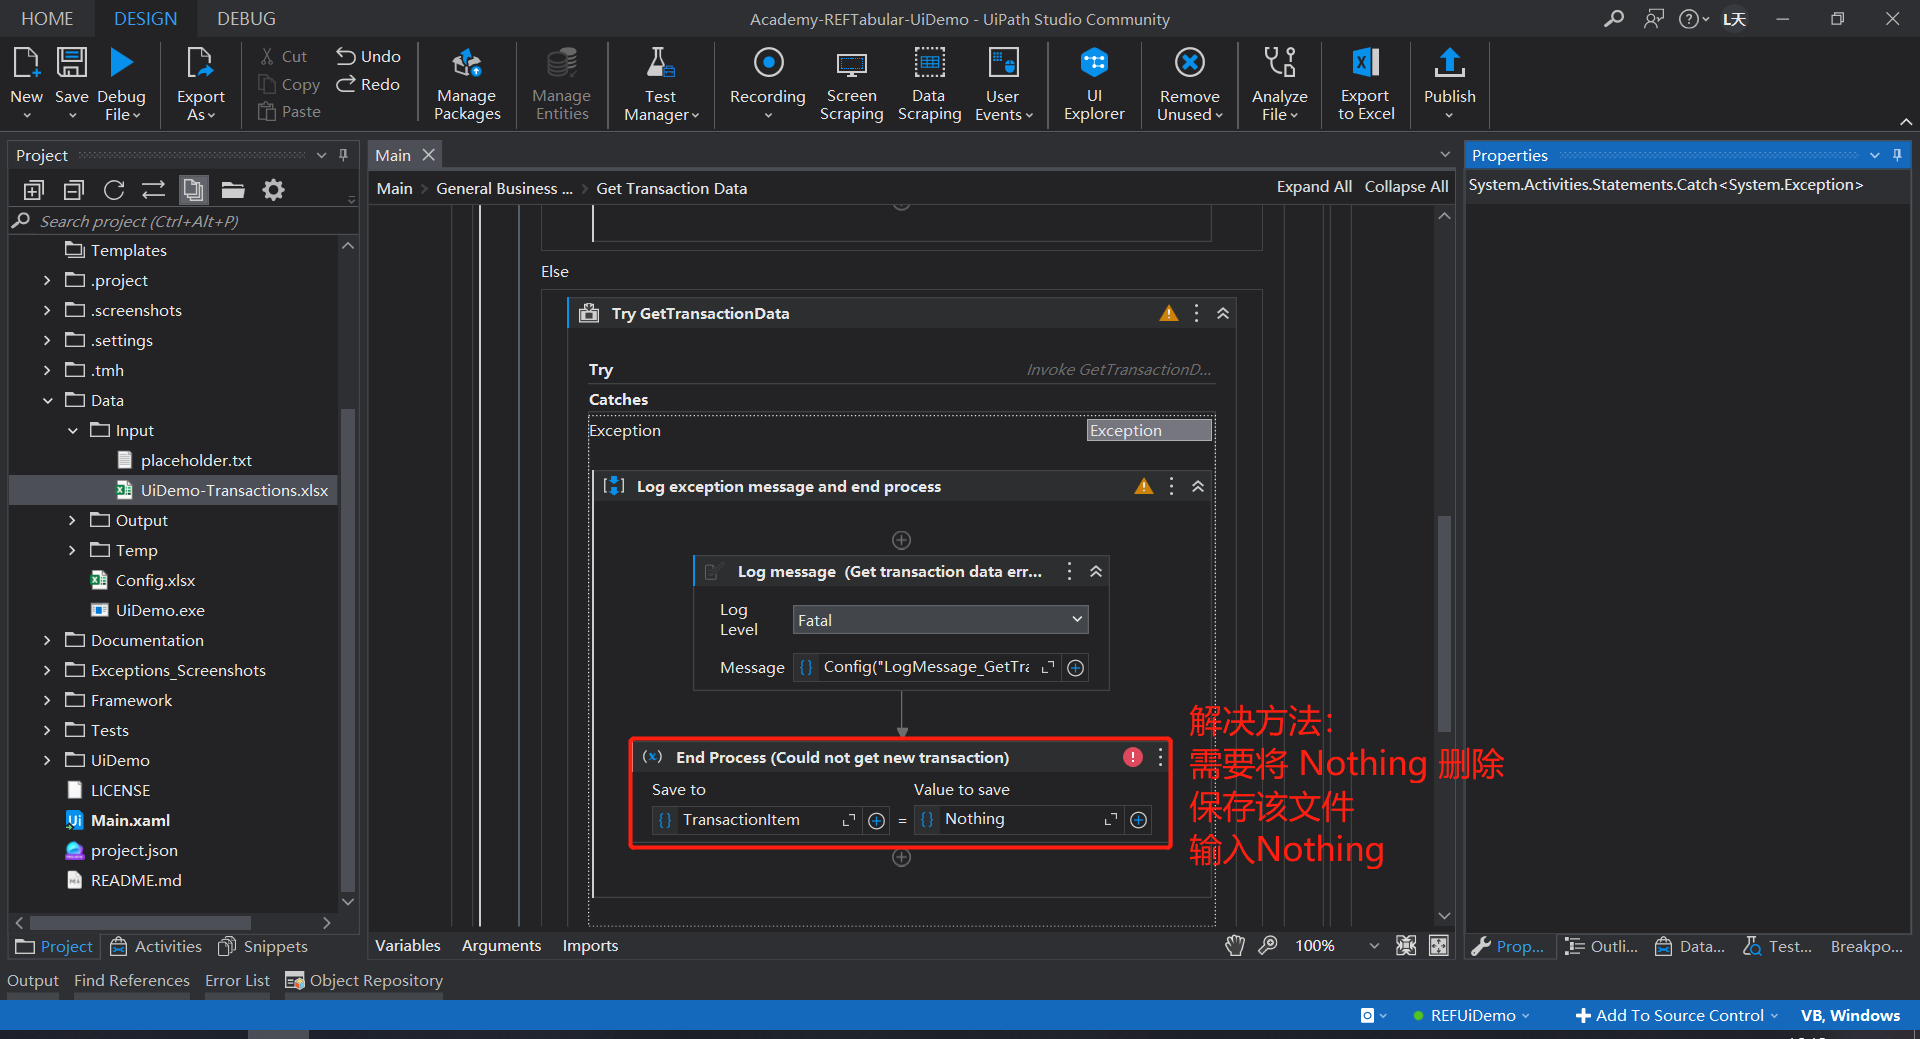 HOME DESIGN DEBUG
Academy-REFTabular-UiDemo - UiPath Studio Community
L天
New
Save
Debug File
Export As
Cut
Copy
Paste
Undo
Redo
Manage Packages
Manage Entities
Test Manager
Recording
Screen Scraping
Data Scraping
User Events
UI Explorer
Remove Unused
Analyze File
Export to Excel
Publish
Project
Search project (Ctrl+Alt+P)
Templates
.project
.screenshots
.settings
.tmh
Data
Input
placeholder.txt
UiDemo-Transactions.xlsx
Output
Temp
Config.xlsx
UiDemo.exe
Documentation
Exceptions_Screenshots
Framework
Tests
UiDemo
LICENSE
Main.xaml
project.json
README.md
Project Activities Snippets
Main
Main General Business ... Get Transaction Data
Expand All Collapse All
Else
Try GetTransactionData
Try
Invoke GetTransactionD...
Catches
Exception
Exception
Log exception message and end process
Log message (Get transaction data err...
Log Level
Fatal
Message
Config("LogMessage_GetTra
End Process (Could not get new transaction)
Save to
Value to save
TransactionItem
=
Nothing
解决方法:
需要将 Nothing 删除
保存该文件
输入Nothing
Variables Arguments Imports
100%
Properties
System.Activities.Statements.Catch<System.Exception>
Prop... Outli... Data... Test... Breakpo...
Output Find References Error List Object Repository
REFUiDemo
Add To Source Control
VB, Windows